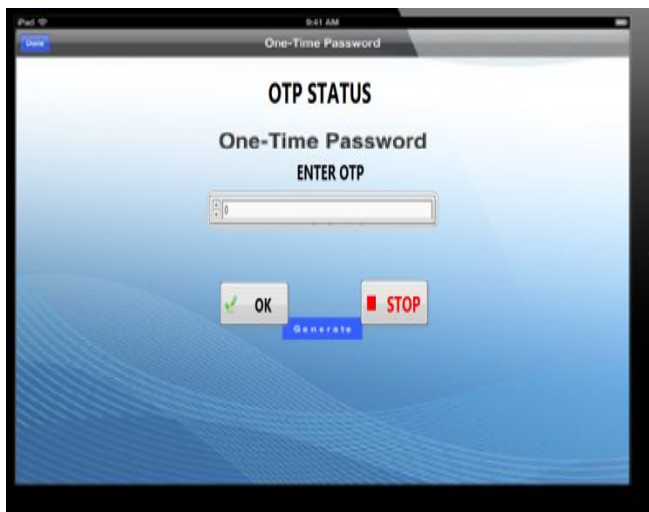 iPad 9:41 AM
Done One-Time Password
OTP STATUS
One-Time Password
ENTER OTP
0
OK STOP
Generate